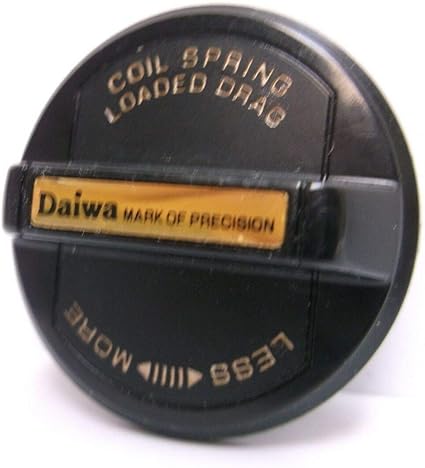 COIL SPRING
LOADED DRAG
Daiwa MARK OF PRECISION
LESS MORE